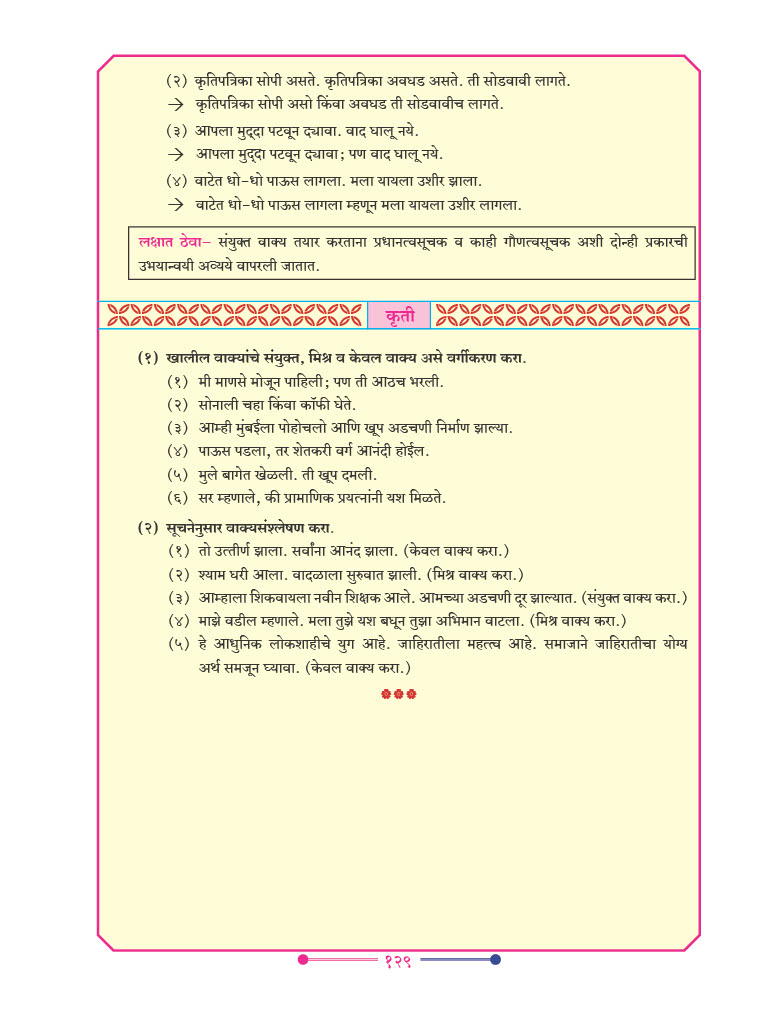 (२) कृतिपत्रिका सोपी असते. कृतिपत्रिका अवघड असते. ती सोडवावी लागते.
→ कृतिपत्रिका सोपी असो किंवा अवघड ती सोडवावीच लागते.
(३) आपला मुद्दा पटवून द्यावा. वाद घालू नये.
→ आपला मुद्दा पटवून द्यावा; पण वाद घालू नये.
(४) वाटेत धो-धो पाऊस लागला. मला यायला उशीर झाला.
→ वाटेत धो-धो पाऊस लागला म्हणून मला यायला उशीर लागला.
लक्षात ठेवा– संयुक्त वाक्य तयार करताना प्रधानत्वसूचक व काही गौणत्वसूचक अशी दोन्ही प्रकारची
उभयान्वयी अव्यये वापरली जातात.
कृती
(१) खालील वाक्यांचे संयुक्त, मिश्र व केवल वाक्य असे वर्गीकरण करा.
(१) मी माणसे मोजून पाहिली; पण ती आठच भरली.
(२) सोनाली चहा किंवा कॉफी घेते.
(३) आम्ही मुंबईला पोहोचलो आणि खूप अडचणी निर्माण झाल्या.
(४) पाऊस पडला, तर शेतकरी वर्ग आनंदी होईल.
(५) मुले बागेत खेळली. ती खूप दमली.
(६) सर म्हणाले, की प्रामाणिक प्रयत्नांनी यश मिळते.
(२) सूचनेनुसार वाक्यसंश्लेषण करा.
(१) तो उत्तीर्ण झाला. सर्वांना आनंद झाला. (केवल वाक्य करा.)
(२) श्याम घरी आला. वादळाला सुरुवात झाली. (मिश्र वाक्य करा.)
(३) आम्हाला शिकवायला नवीन शिक्षक आले. आमच्या अडचणी दूर झाल्यात. (संयुक्त वाक्य करा.)
(४) माझे वडील म्हणाले. मला तुझे यश बघून तुझा अभिमान वाटला. (मिश्र वाक्य करा.)
(५) हे आधुनिक लोकशाहीचे युग आहे. जाहिरातीला महत्त्व आहे. समाजाने जाहिरातीचा योग्य
अर्थ समजून घ्यावा. (केवल वाक्य करा.)
१२९